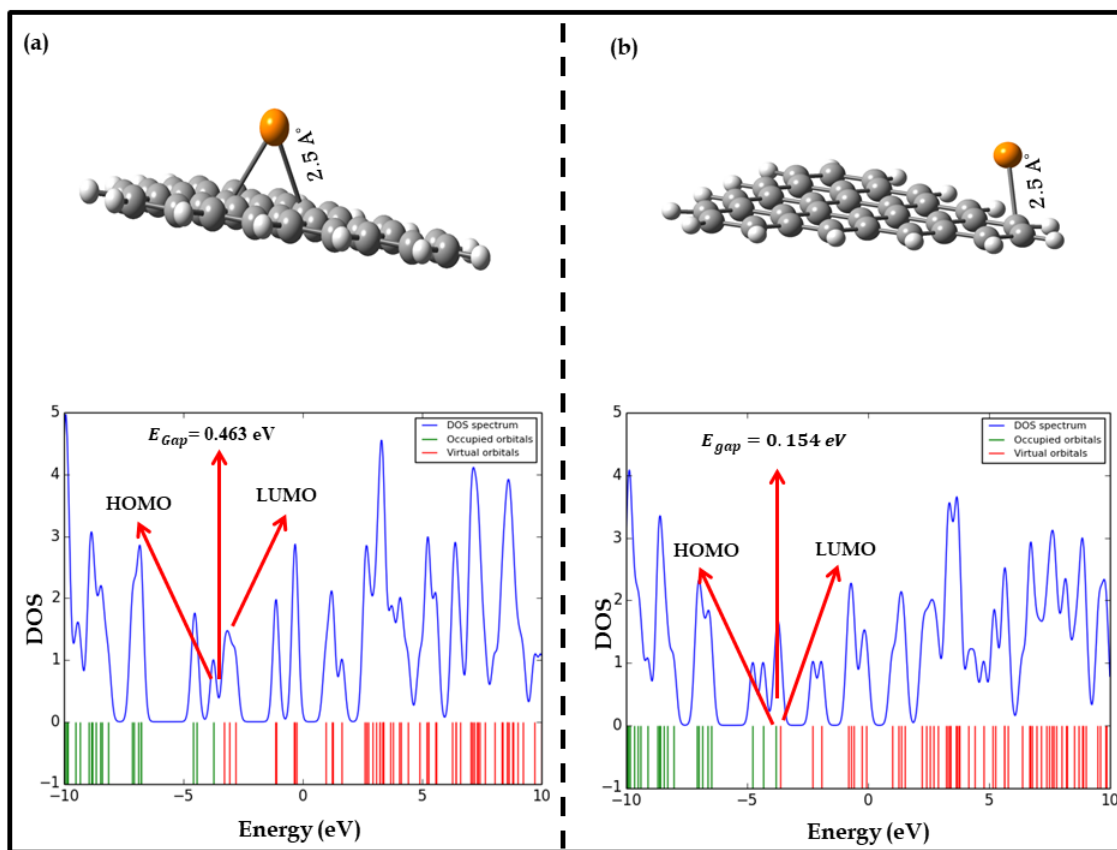 (a)
2.5 A°
5
4
3
2
1
0
−1
DOS
E_Gap = 0.463 eV
HOMO
LUMO
DOS spectrum
Occupied orbitals
Virtual orbitals
−10
−5
0
5
10
Energy (eV)
(b)
2.5 A°
5
4
3
2
1
0
−1
DOS
E_gap = 0.154 eV
HOMO
LUMO
DOS spectrum
Occupied orbitals
Virtual orbitals
−10
−5
0
5
10
Energy (eV)